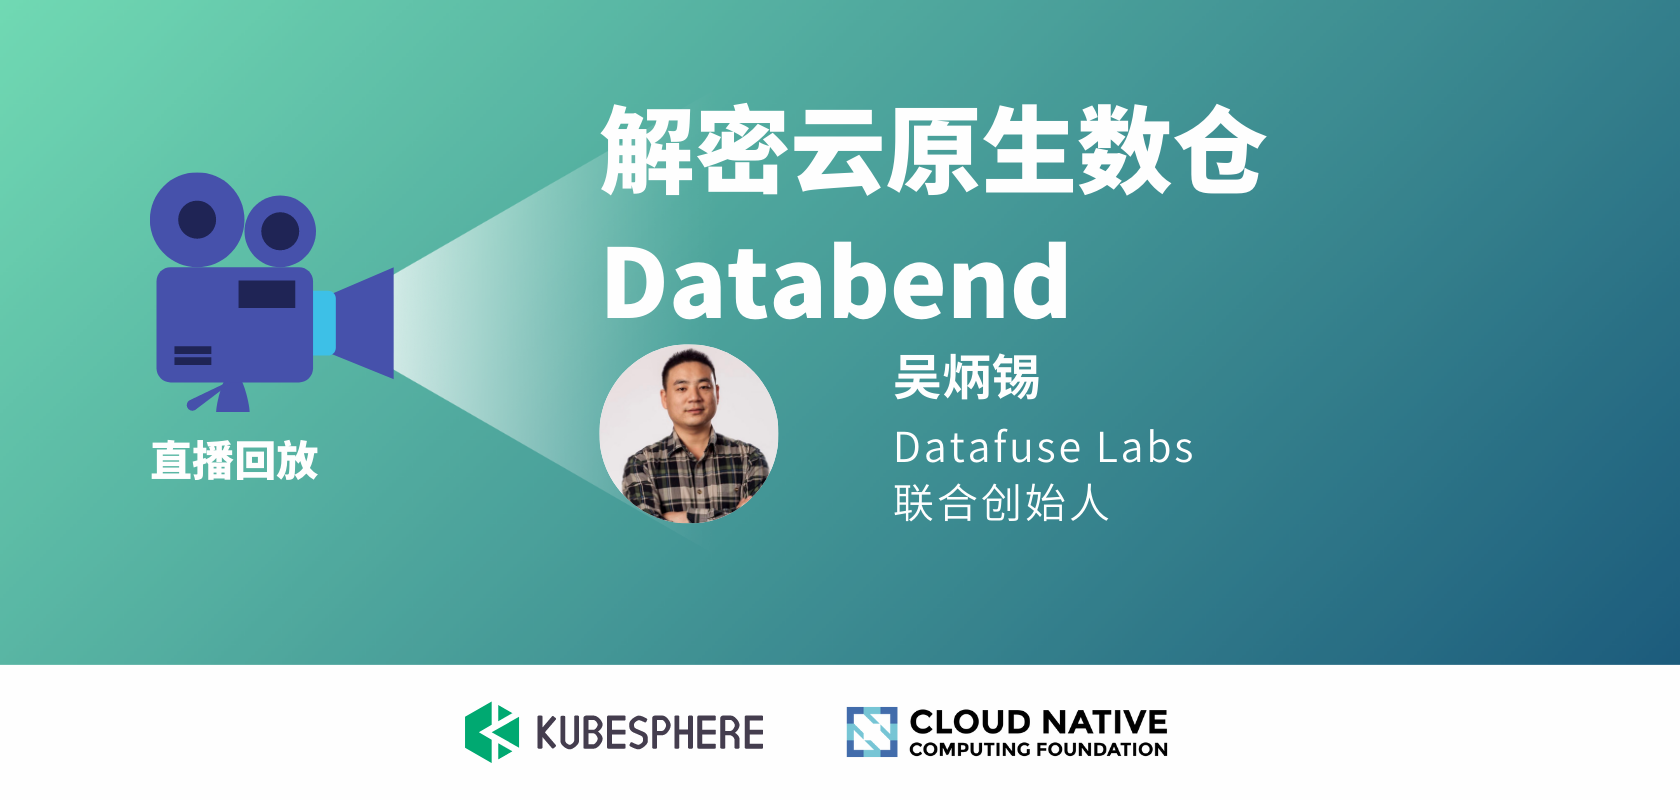 解密云原生数仓
Databend
吴炳锡
Datafuse Labs
联合创始人
直播回放
KUBESPHERE
CLOUD NATIVE
COMPUTING FOUNDATION